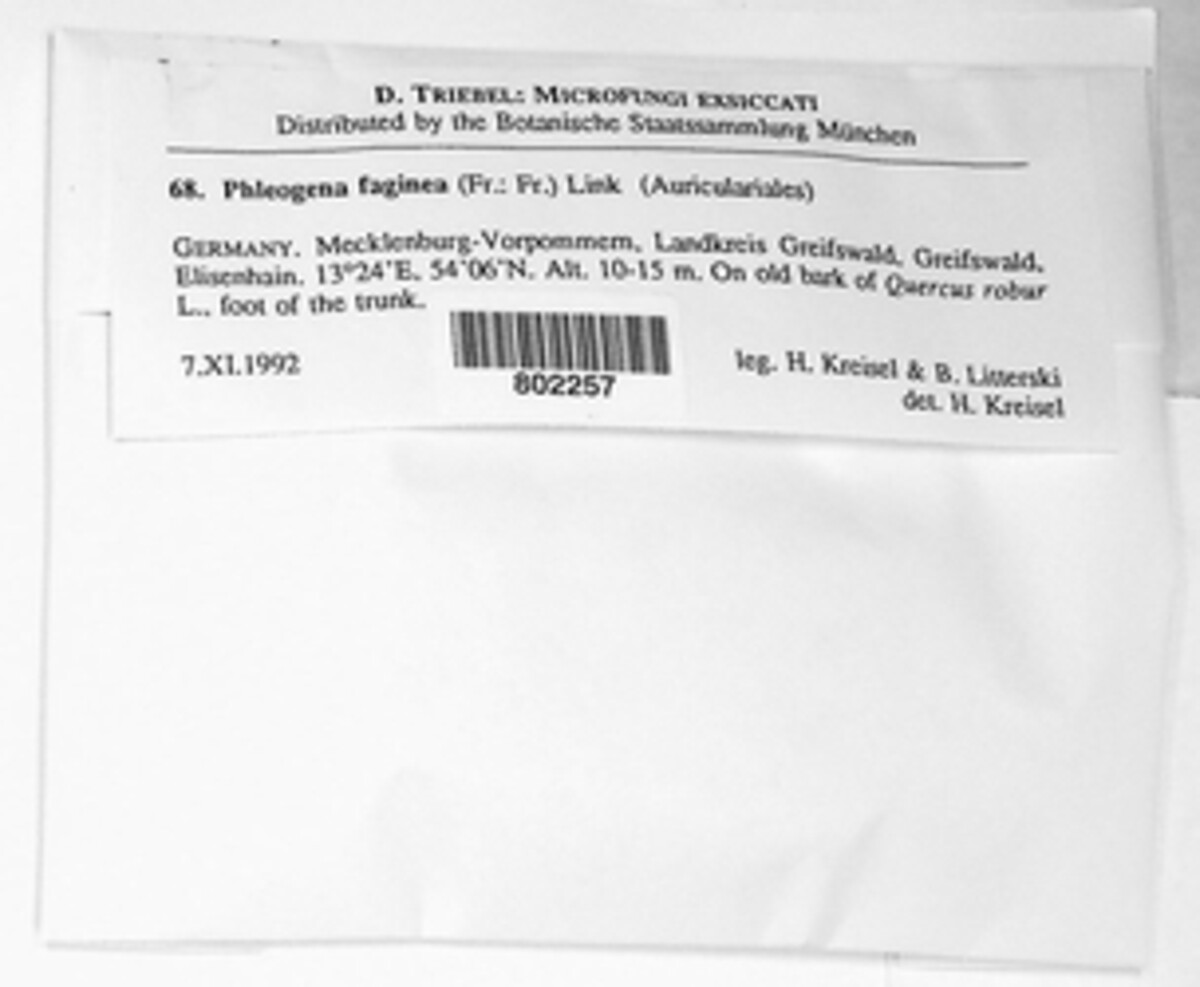 D. TRIEBEL: MICROFUNGI EXSICCATI
Distributed by the Botanische Staatssammlung München
68. Phleogena faginea (Fr.: Fr.) Link (Auriculariales)
GERMANY. Mecklenburg-Vorpommern, Landkreis Greifswald, Greifswald,
Elisenhain. 13°24'E, 54°06'N. Alt. 10-15 m. On old bark of Quercus robur
L., foot of the trunk.
7.XI.1992
802257
leg. H. Kreisel & B. Litterski
det. H. Kreisel